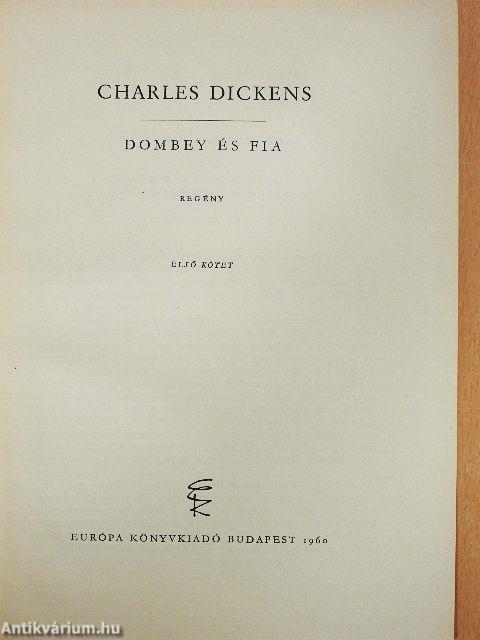 CHARLES DICKENS
DOMBEY ÉS FIA
REGÉNY
ELSŐ KÖTET
EURÓPA KÖNYVKIADÓ BUDAPEST 1960
Antikvárium.hu